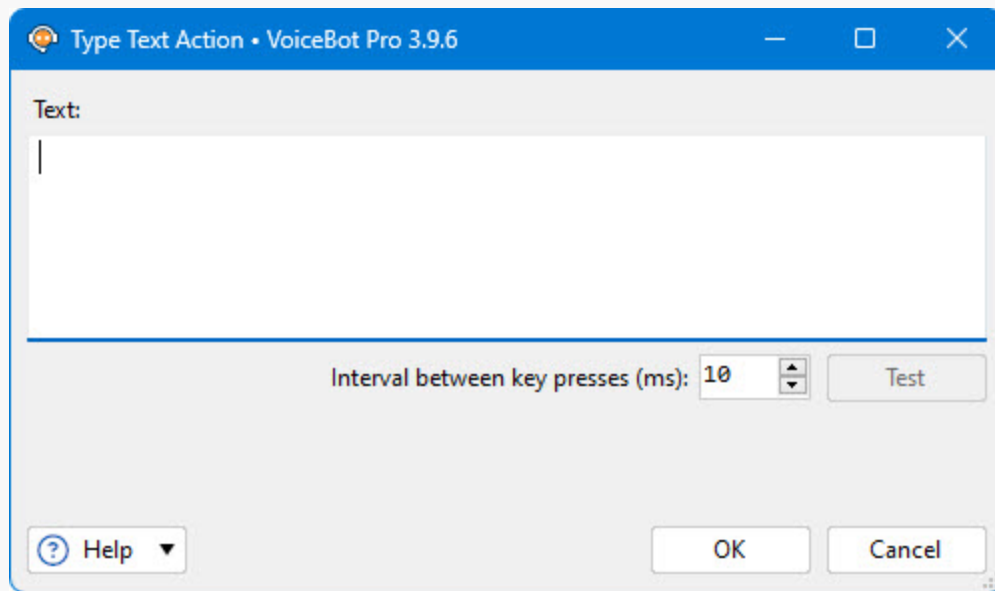 Type Text Action • VoiceBot Pro 3.9.6
Text:
Interval between key presses (ms): 10 Test
? Help OK Cancel